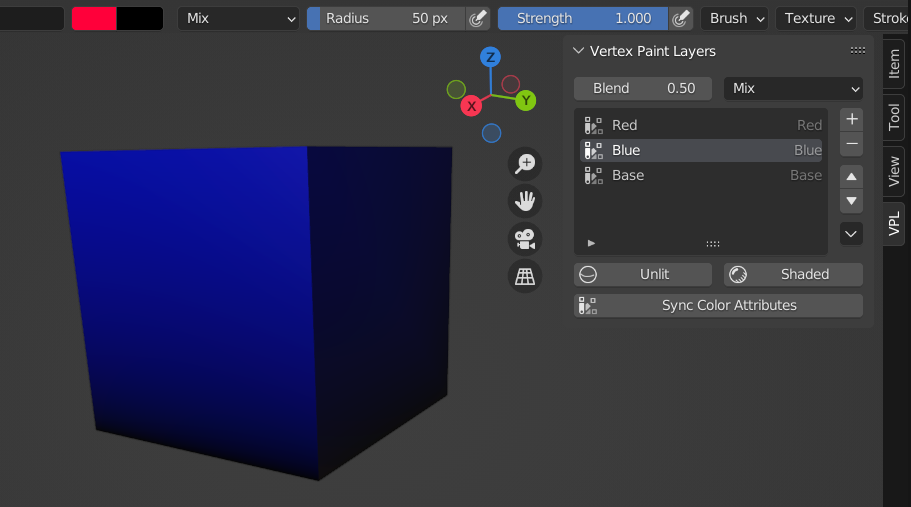 Mix
Radius 50 px
Strength 1.000
Brush
Texture
Stroke
Vertex Paint Layers
Blend 0.50
Mix
Red Red
Blue Blue
Base Base
Unlit
Shaded
Sync Color Attributes
Z
X
Y
Item
Tool
View
VPL